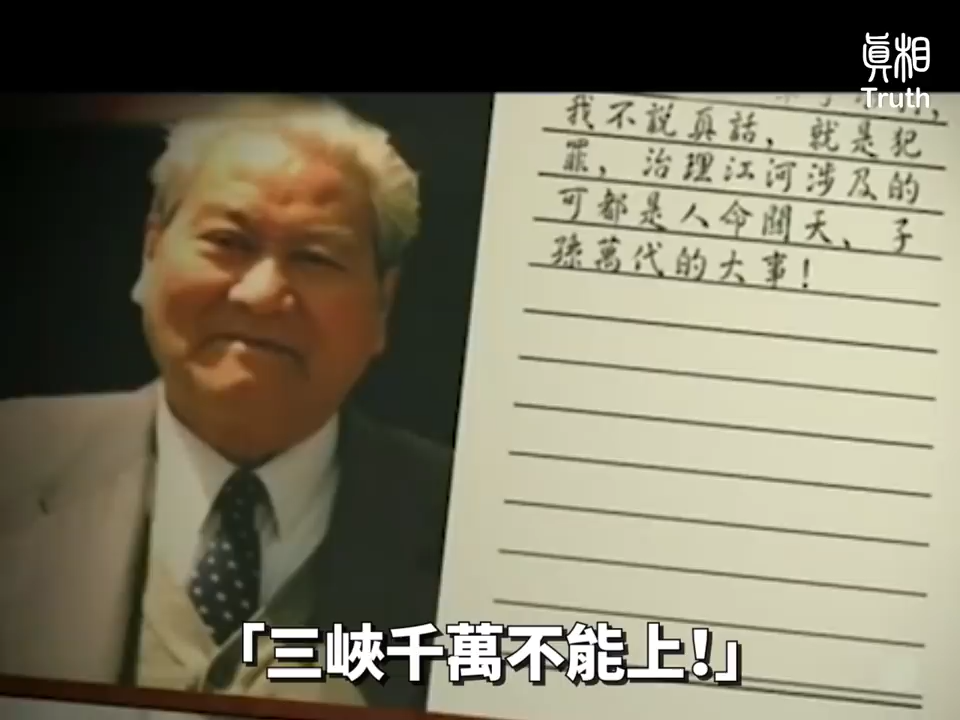 眞相
Truth
我不說真話，就是犯
罪，治理江河涉及的
可都是人命關天、子
孫萬代的大事！
「三峽千萬不能上！」